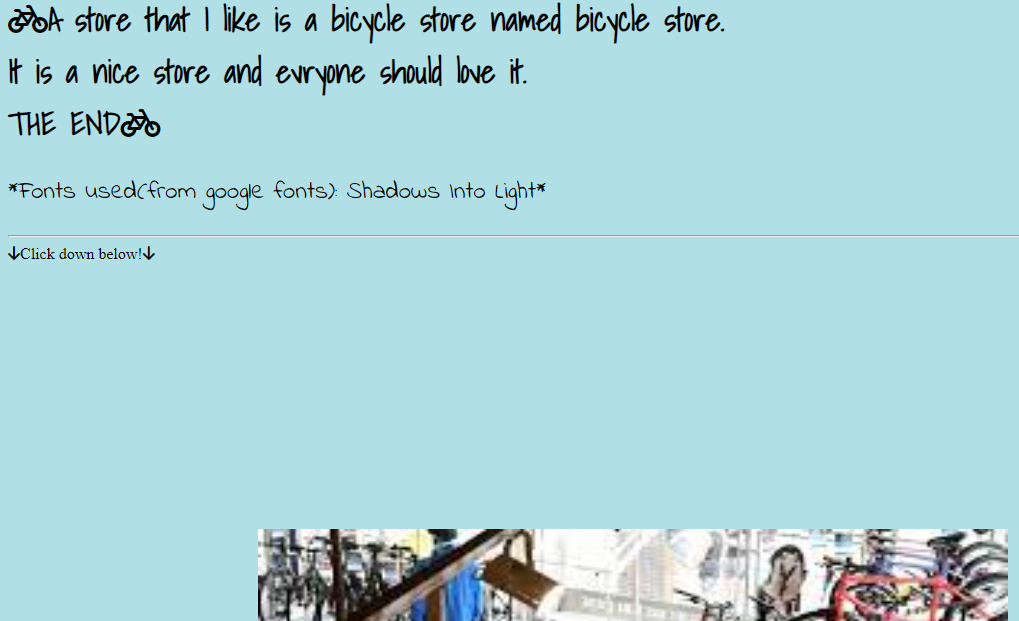 A store that I like is a bicycle store named bicycle store.
It is a nice store and evryone should love it.
THE END
*Fonts used(from google fonts): Shadows Into Light*
↓Click down below!↓